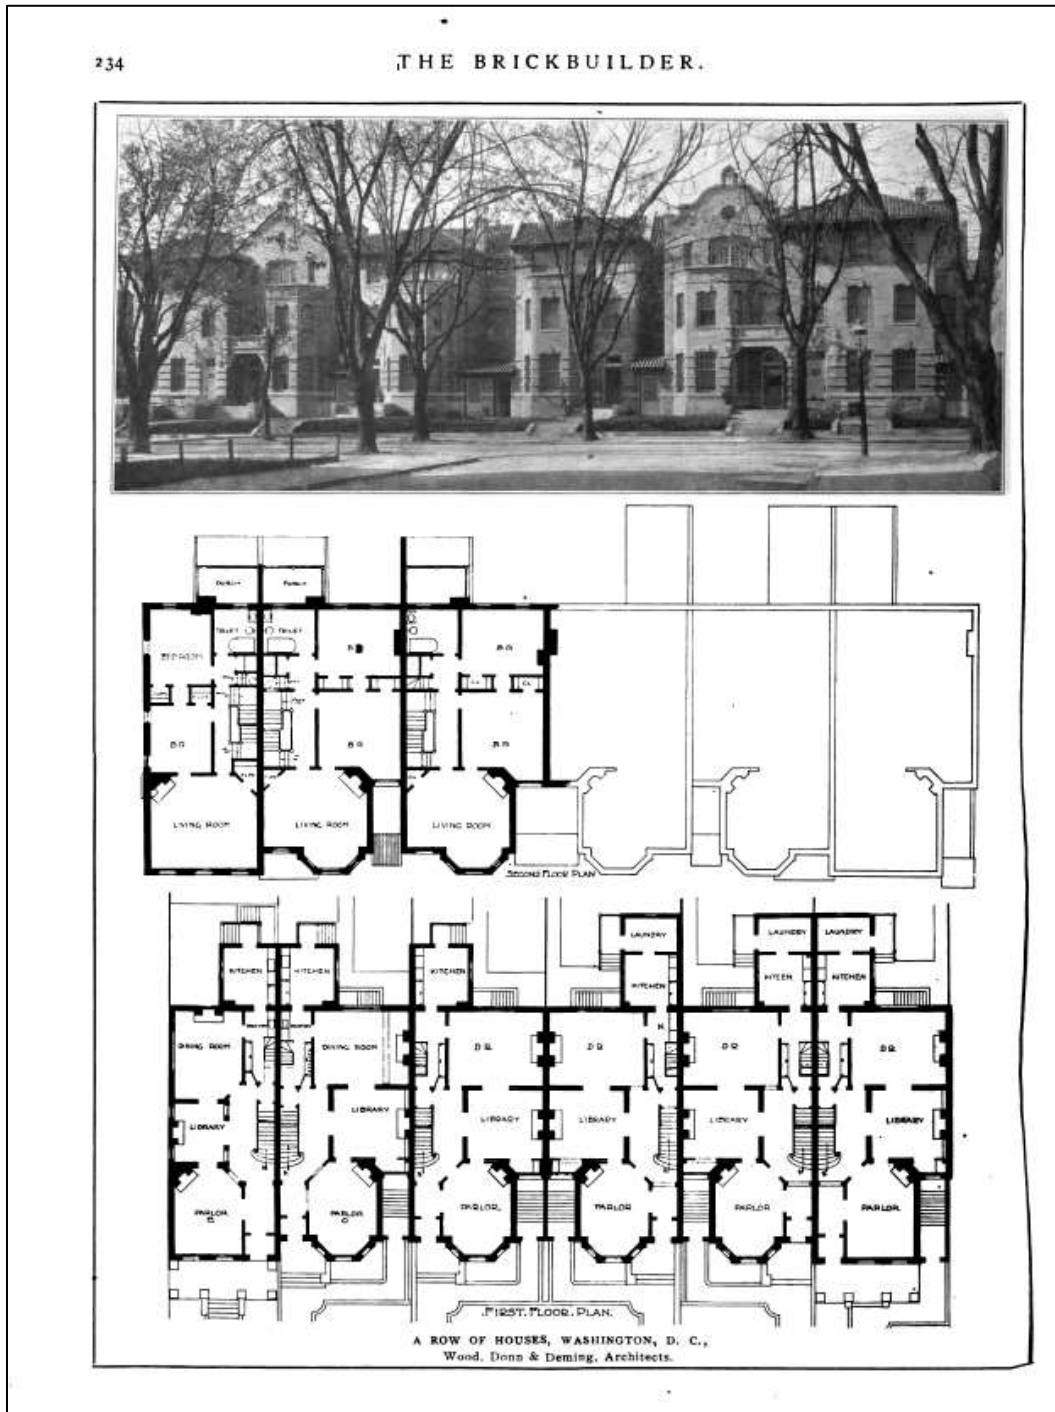 234
THE BRICKBUILDER.
PORCH PORCH
TOILET TOILET
BEDROOM B.R. B.R.
B.R. B.R. B.R.
LIVING ROOM LIVING ROOM LIVING ROOM
SECOND FLOOR PLAN
LAUNDRY LAUNDRY LAUNDRY
KITCHEN KITCHEN KITCHEN KITCHEN KITCHEN
DINING ROOM DINING ROOM D.R. D.R. D.R. D.R.
LIBRARY LIBRARY LIBRARY LIBRARY LIBRARY LIBRARY
PARLOR PARLOR PARLOR PARLOR PARLOR PARLOR
FIRST FLOOR PLAN.
A ROW OF HOUSES, WASHINGTON, D. C.,
Wood, Donn & Deming, Architects.